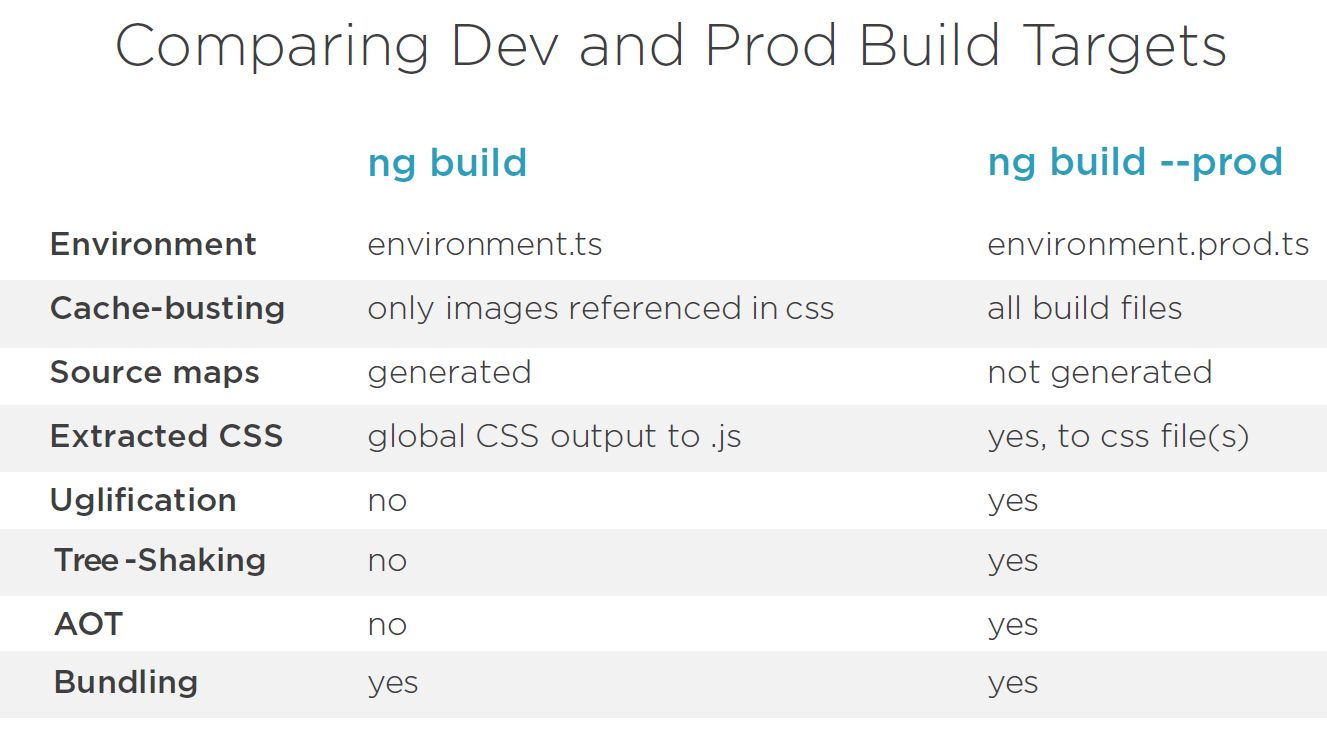 Comparing Dev and Prod Build Targets
ng build ng build --prod
Environment environment.ts environment.prod.ts
Cache-busting only images referenced in css all build files
Source maps generated not generated
Extracted CSS global CSS output to .js yes, to css file(s)
Uglification no yes
Tree-Shaking no yes
AOT no yes
Bundling yes yes